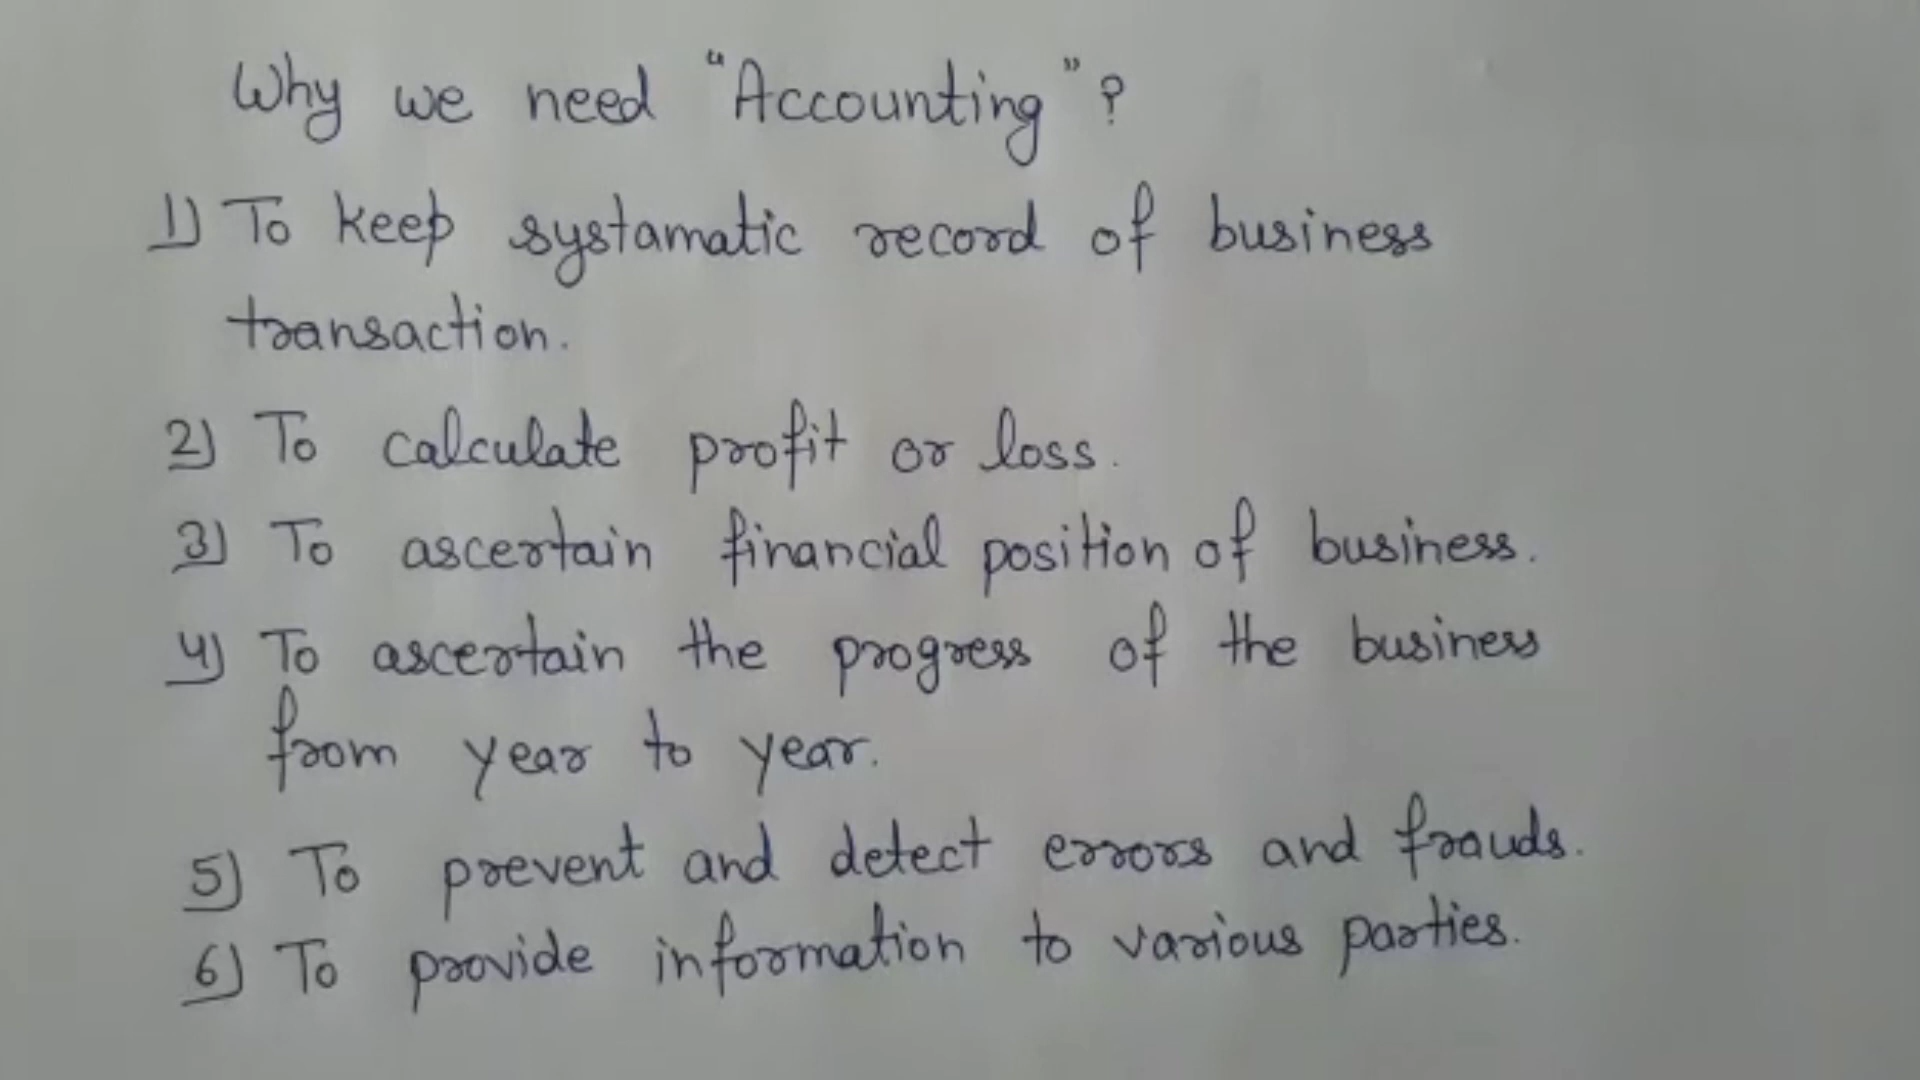 Why we need "Accounting"?
1) To keep systamatic record of business
transaction.
2) To calculate profit or loss.
3) To ascertain financial position of business.
4) To ascertain the progress of the business
from year to year.
5) To prevent and detect errors and frauds.
6) To provide information to various parties.